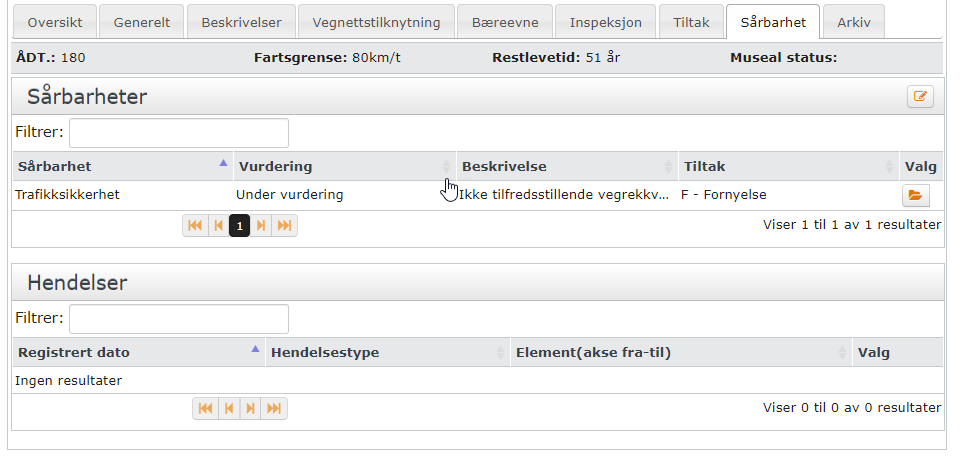 Oversikt Generelt Beskrivelser Vegnettstilknytning Bæreevne Inspeksjon Tiltak Sårbarhet Arkiv
ÅDT.: 180 Fartsgrense: 80km/t Restlevetid: 51 år Museal status:
Sårbarheter
Filtrer:
Sårbarhet Vurdering Beskrivelse Tiltak Valg
Trafikksikkerhet Under vurdering Ikke tilfredsstillende vegrekkv... F - Fornyelse
1 Viser 1 til 1 av 1 resultater
Hendelser
Filtrer:
Registrert dato Hendelsestype Element(akse fra-til) Valg
Ingen resultater
Viser 0 til 0 av 0 resultater